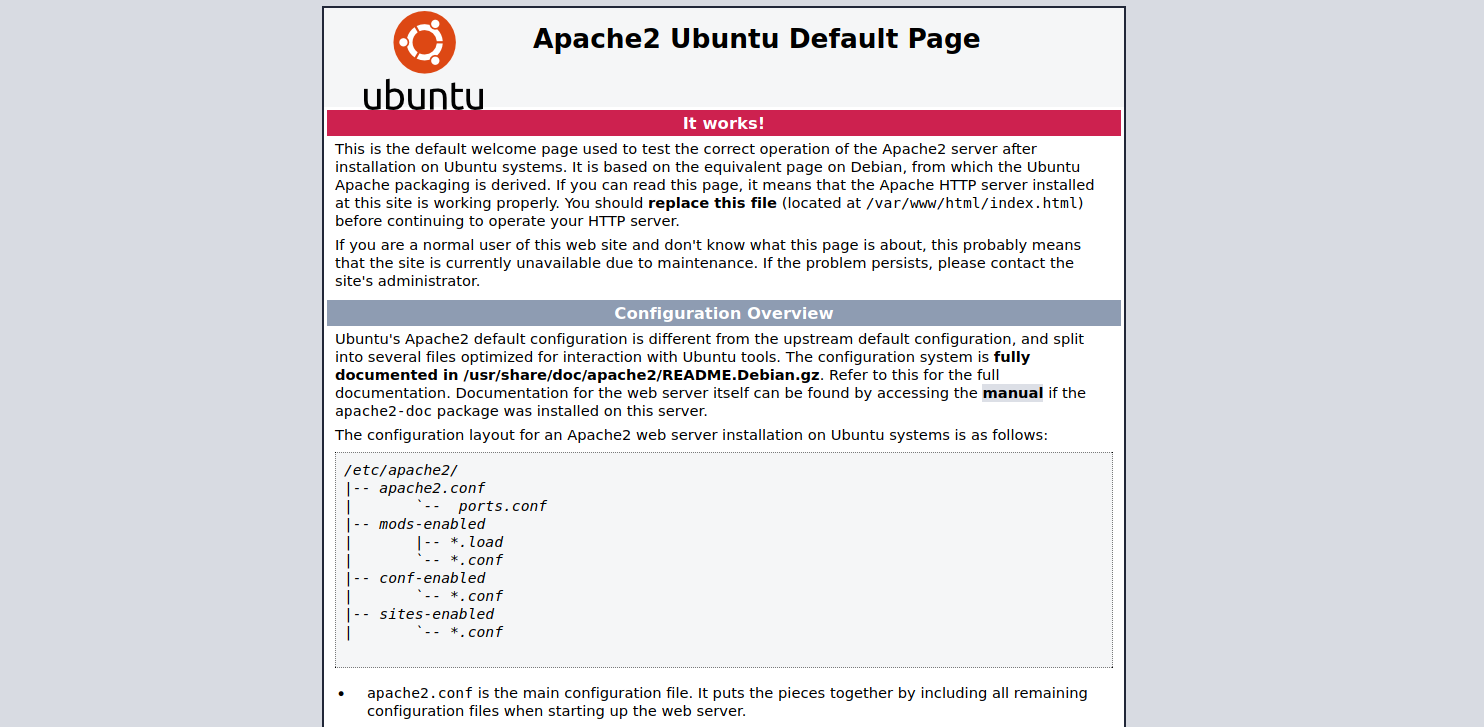 ubuntu
Apache2 Ubuntu Default Page
It works!
This is the default welcome page used to test the correct operation of the Apache2 server after
installation on Ubuntu systems. It is based on the equivalent page on Debian, from which the Ubuntu
Apache packaging is derived. If you can read this page, it means that the Apache HTTP server installed
at this site is working properly. You should replace this file (located at /var/www/html/index.html)
before continuing to operate your HTTP server.
If you are a normal user of this web site and don't know what this page is about, this probably means
that the site is currently unavailable due to maintenance. If the problem persists, please contact the
site's administrator.
Configuration Overview
Ubuntu's Apache2 default configuration is different from the upstream default configuration, and split
into several files optimized for interaction with Ubuntu tools. The configuration system is fully
documented in /usr/share/doc/apache2/README.Debian.gz. Refer to this for the full
documentation. Documentation for the web server itself can be found by accessing the manual if the
apache2-doc package was installed on this server.
The configuration layout for an Apache2 web server installation on Ubuntu systems is as follows:
/etc/apache2/
|-- apache2.conf
|       `--  ports.conf
|-- mods-enabled
|       |-- *.load
|       `-- *.conf
|-- conf-enabled
|       `-- *.conf
|-- sites-enabled
|       `-- *.conf
• apache2.conf is the main configuration file. It puts the pieces together by including all remaining
configuration files when starting up the web server.